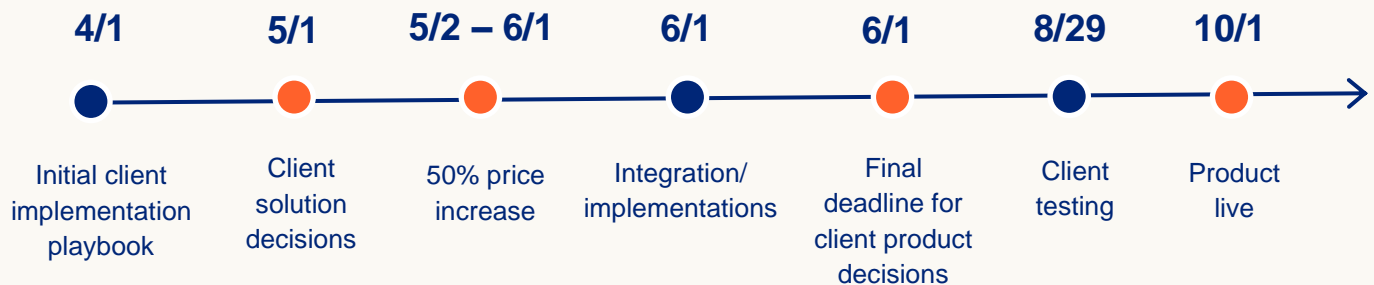 4/1
5/1
5/2 – 6/1
6/1
6/1
8/29
10/1
Initial client
implementation
playbook
Client
solution
decisions
50% price
increase
Integration/
implementations
Final
deadline for
client product
decisions
Client
testing
Product
live